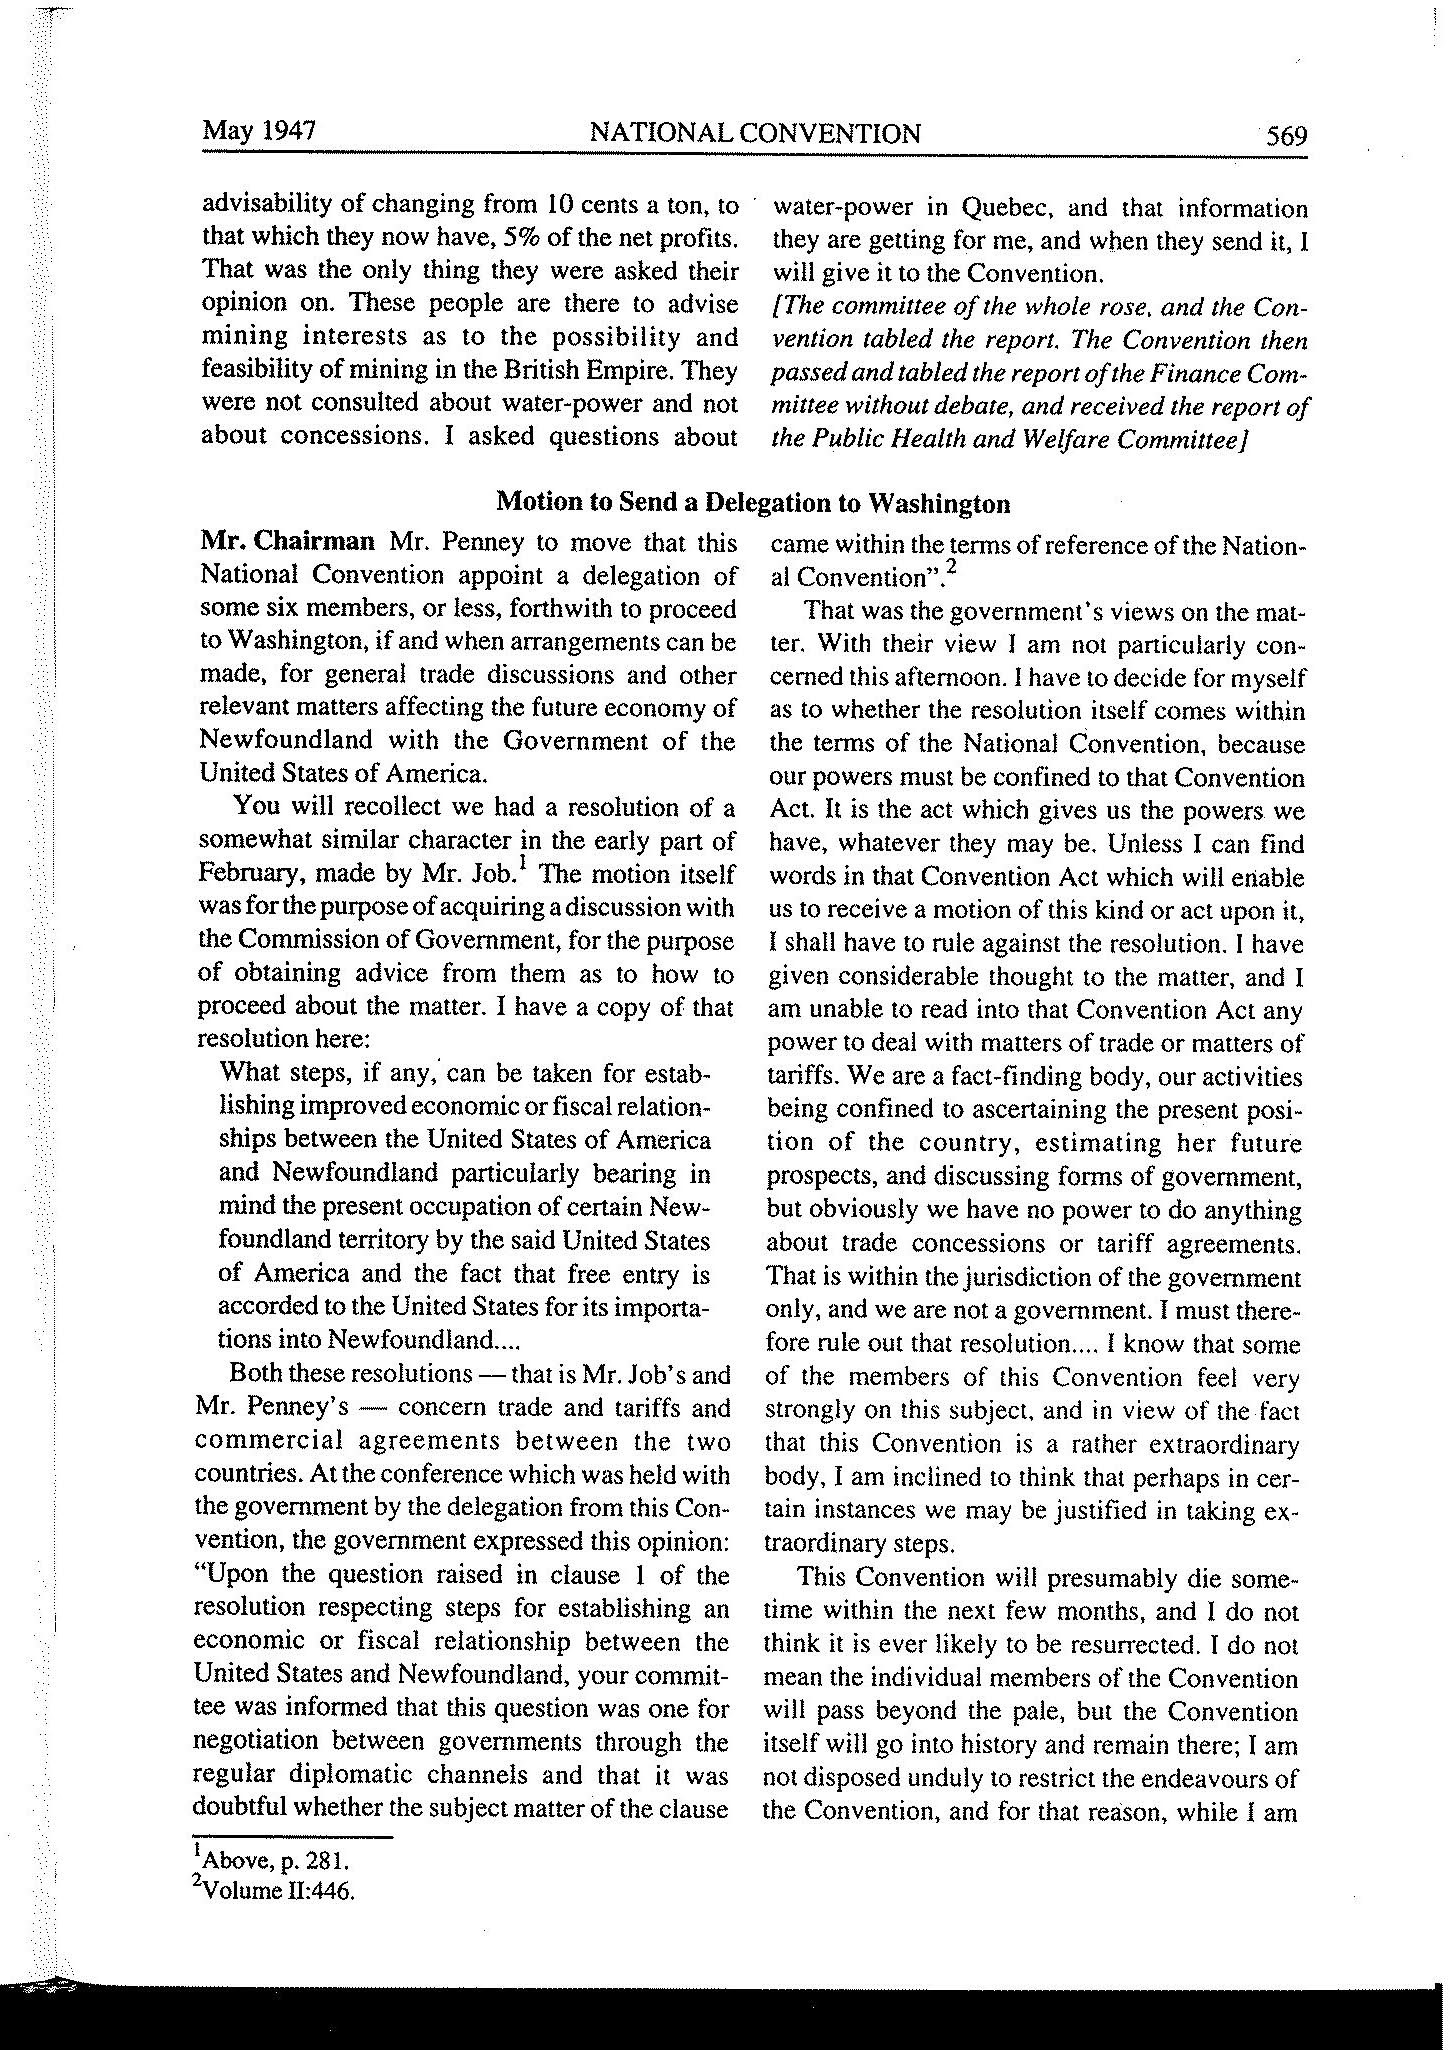 May 1947 NATIONAL CONVENTION 569
advisability of changing from 10 cents a ton, to
that which they now have, 5% of the net profits.
That was the only thing they were asked their
opinion on. These people are there to advise
mining interests as to the possibility and
feasibility of mining in the British Empire. They
were not consulted about water-power and not
about concessions. I asked questions about
water-power in Quebec, and that information
they are getting for me, and when they send it, I
will give it to the Convention.
[The committee of the whole rose, and the Con-
vention tabled the report. The Convention then
passed and tabled the report of the Finance Com-
mittee without debate, and received the report of
the Public Health and Welfare Committee]
Motion to Send a Delegation to Washington
Mr. Chairman Mr. Penney to move that this
National Convention appoint a delegation of
some six members, or less, forthwith to proceed
to Washington, if and when arrangements can be
made, for general trade discussions and other
relevant matters affecting the future economy of
Newfoundland with the Government of the
United States of America.
You will recollect we had a resolution of a
somewhat similar character in the early part of
February, made by Mr. Job.1 The motion itself
was for the purpose of acquiring a discussion with
the Commission of Government, for the purpose
of obtaining advice from them as to how to
proceed about the matter. I have a copy of that
resolution here:
What steps, if any, can be taken for estab-
lishing improved economic or fiscal relation-
ships between the United States of America
and Newfoundland particularly bearing in
mind the present occupation of certain New-
foundland territory by the said United States
of America and the fact that free entry is
accorded to the United States for its importa-
tions into Newfoundland....
Both these resolutions — that is Mr. Job's and
Mr. Penney's — concern trade and tariffs and
commercial agreements between the two
countries. At the conference which was held with
the government by the delegation from this Con-
vention, the government expressed this opinion:
"Upon the question raised in clause 1 of the
resolution respecting steps for establishing an
economic or fiscal relationship between the
United States and Newfoundland, your commit-
tee was informed that this question was one for
negotiation between governments through the
regular diplomatic channels and that it was
doubtful whether the subject matter of the clause
came within the terms of reference of the Nation-
al Convention".2
That was the government's views on the mat-
ter. With their view I am not particularly con-
cerned this afternoon. I have to decide for myself
as to whether the resolution itself comes within
the terms of the National Convention, because
our powers must be confined to that Convention
Act. It is the act which gives us the powers we
have, whatever they may be. Unless I can find
words in that Convention Act which will enable
us to receive a motion of this kind or act upon it,
I shall have to rule against the resolution. I have
given considerable thought to the matter, and I
am unable to read into that Convention Act any
power to deal with matters of trade or matters of
tariffs. We are a fact-finding body, our activities
being confined to ascertaining the present posi-
tion of the country, estimating her future
prospects, and discussing forms of government,
but obviously we have no power to do anything
about trade concessions or tariff agreements.
That is within the jurisdiction of the government
only, and we are not a government. I must there-
fore rule out that resolution.... I know that some
of the members of this Convention feel very
strongly on this subject, and in view of the fact
that this Convention is a rather extraordinary
body, I am inclined to think that perhaps in cer-
tain instances we may be justified in taking ex-
traordinary steps.
This Convention will presumably die some-
time within the next few months, and I do not
think it is ever likely to be resurrected. I do not
mean the individual members of the Convention
will pass beyond the pale, but the Convention
itself will go into history and remain there; I am
not disposed unduly to restrict the endeavours of
the Convention, and for that reason, while I am
1Above, p. 281.
2Volume II:446.